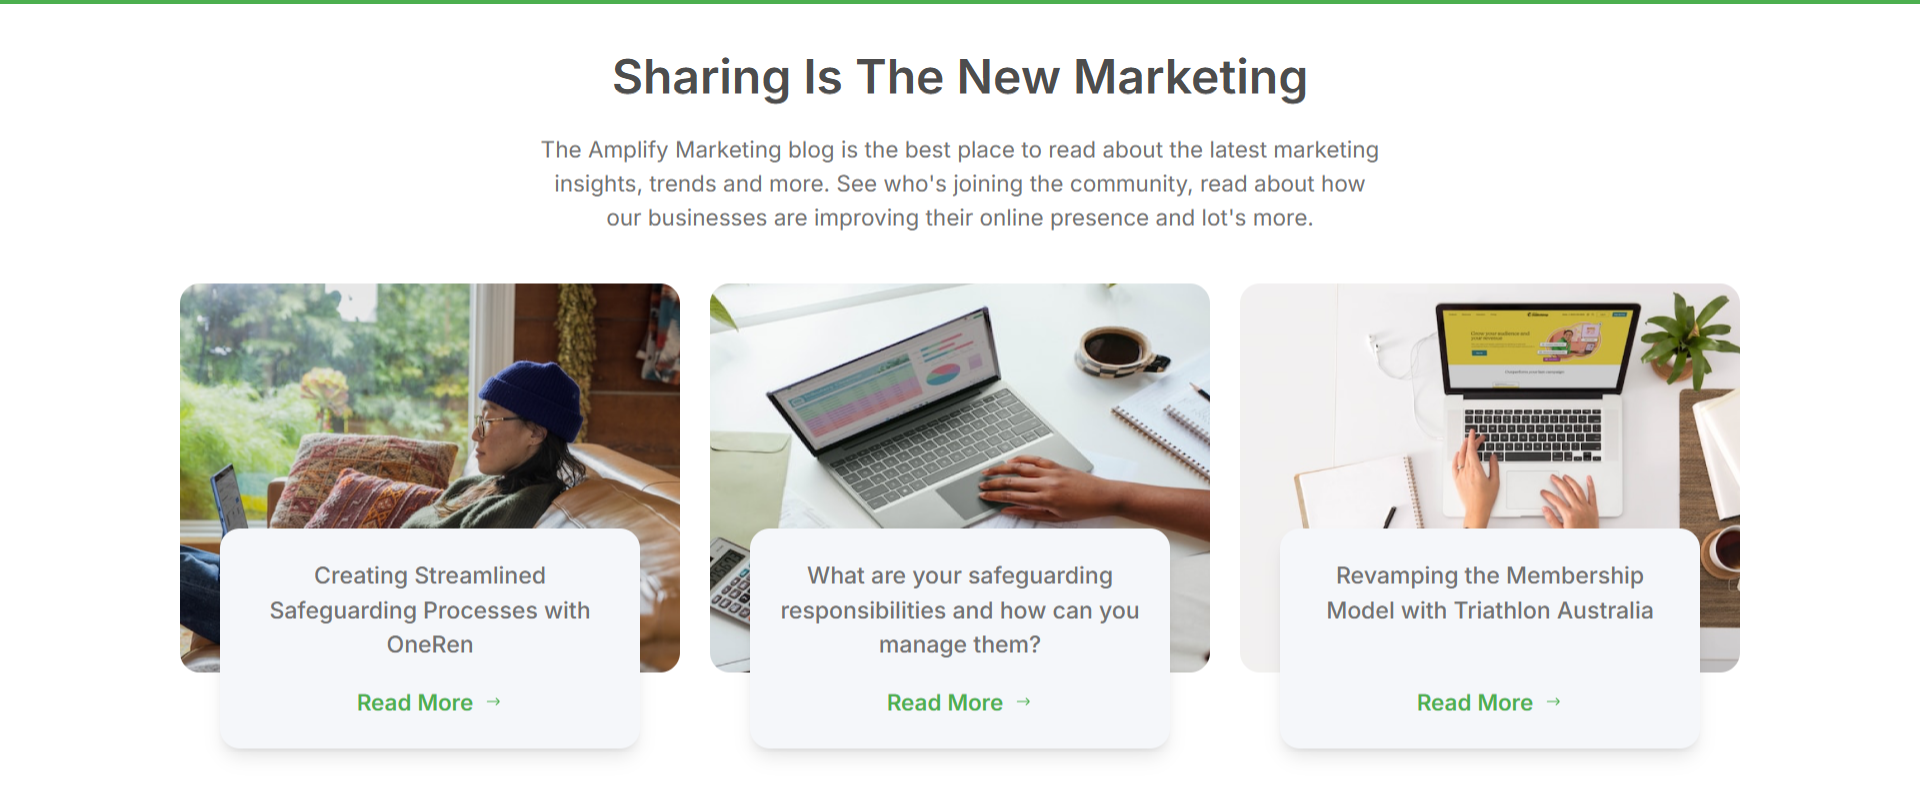 Sharing Is The New Marketing
The Amplify Marketing blog is the best place to read about the latest marketing
insights, trends and more. See who's joining the community, read about how
our businesses are improving their online presence and lot's more.
Creating Streamlined
Safeguarding Processes with
OneRen
Read More →
What are your safeguarding
responsibilities and how can you
manage them?
Read More →
Revamping the Membership
Model with Triathlon Australia
Read More →